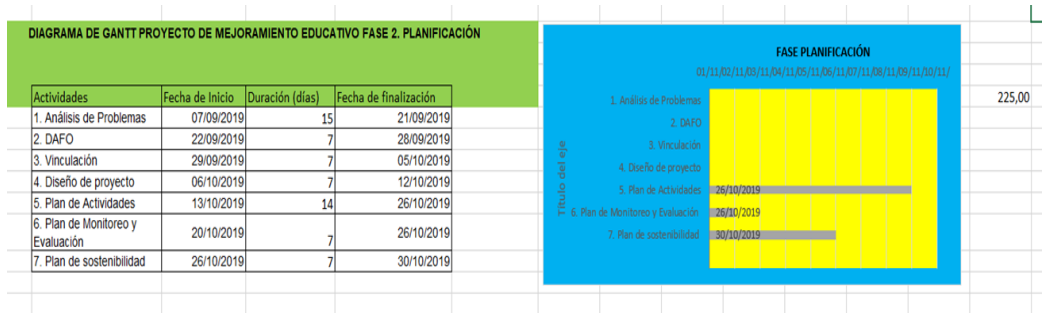 DIAGRAMA DE GANTT PROYECTO DE MEJORAMIENTO EDUCATIVO FASE 2. PLANIFICACIÓN
Actividades Fecha de Inicio Duración (días) Fecha de finalización
1. Análisis de Problemas 07/09/2019 15 21/09/2019
2. DAFO 22/09/2019 7 28/09/2019
3. Vinculación 29/09/2019 7 05/10/2019
4. Diseño de proyecto 06/10/2019 12/10/2019
5. Plan de Actividades 13/10/2019 14 26/10/2019
6. Plan de Monitoreo y
Evaluación 20/10/2019 7 26/10/2019
7. Plan de sostenibilidad 26/10/2019 7 30/10/2019
FASE PLANIFICACIÓN
01/11/02/11/03/11/04/11/05/11/06/11/07/11/08/11/09/11/10/11/
Título del eje
1. Análisis de Problemas
2. DAFO
3. Vinculación
4. Diseño de proyecto
5. Plan de Actividades 26/10/2019
6. Plan de Monitoreo y Evaluación 26/10/2019
7. Plan de sostenibilidad 30/10/2019
225,00